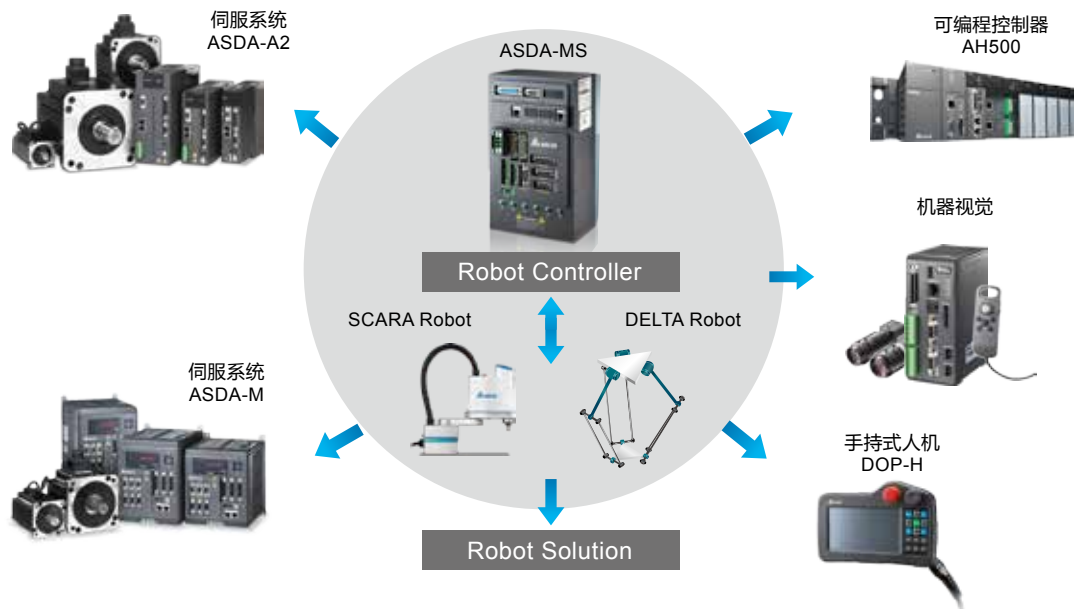 伺服系统
ASDA-A2
ASDA-MS
可编程控制器
AH500
机器视觉
Robot Controller
SCARA Robot
DELTA Robot
伺服系统
ASDA-M
手持式人机
DOP-H
Robot Solution